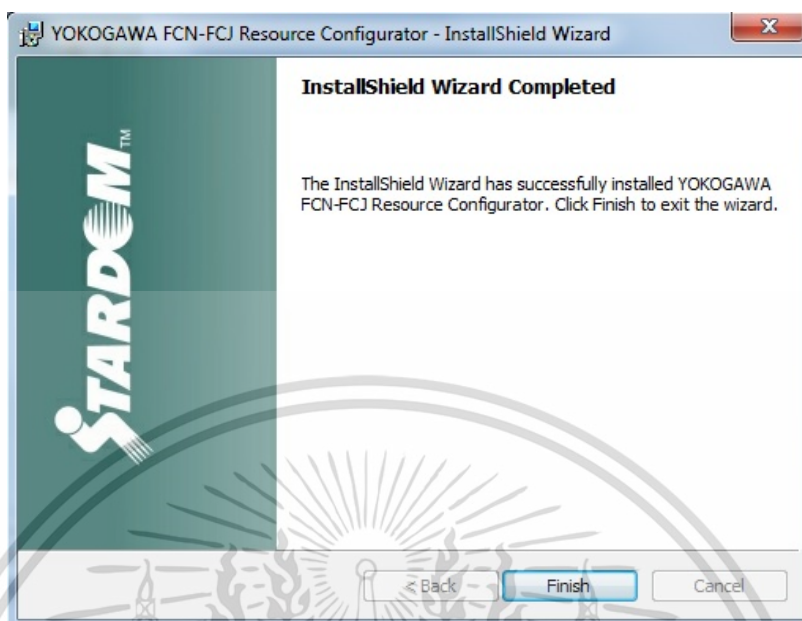 YOKOGAWA FCN-FCJ Resource Configurator - InstallShield Wizard
x
InstallShield Wizard Completed
The InstallShield Wizard has successfully installed YOKOGAWA
FCN-FCJ Resource Configurator. Click Finish to exit the wizard.
STARDOM™
< Back
Finish
Cancel